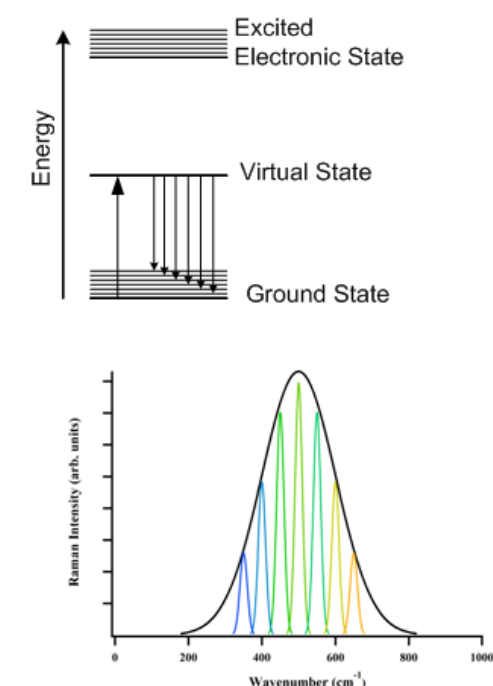 Excited
Electronic State
Energy
Virtual State
Ground State
Raman Intensity (arb. units)
0 200 400 600 800 1000
Wavenumber (cm⁻¹)